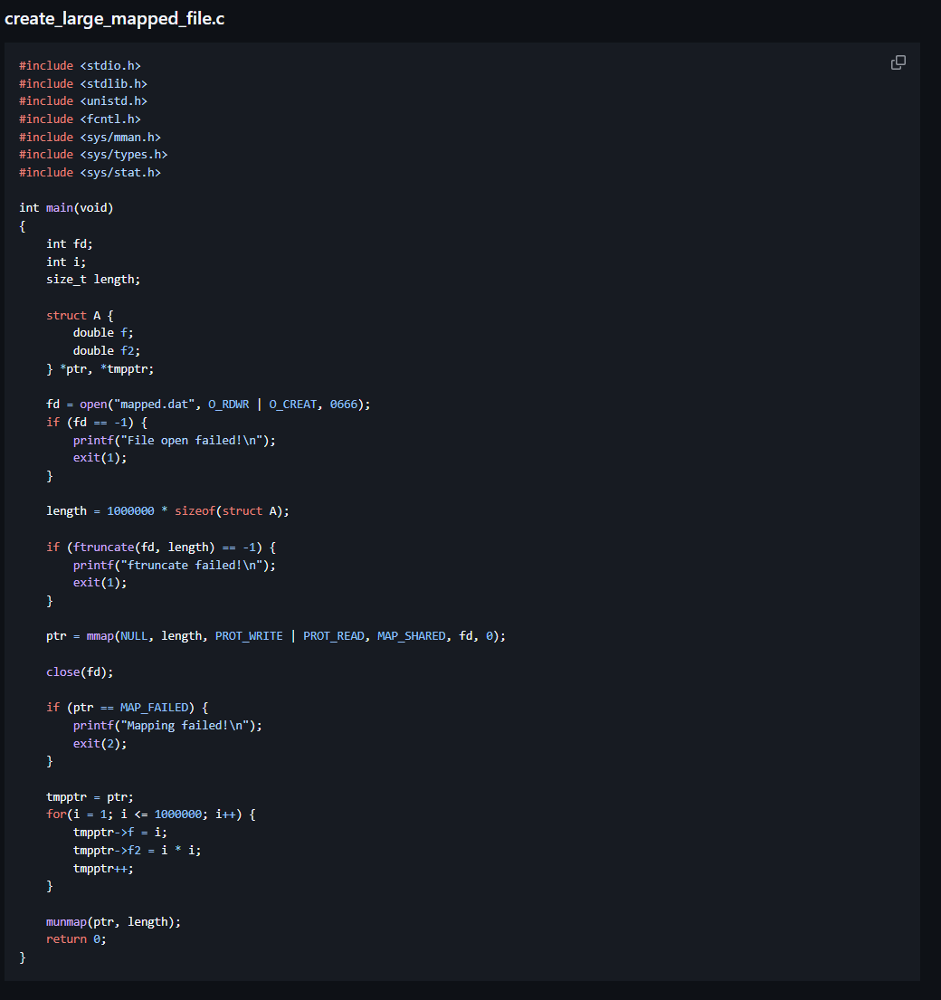 create_large_mapped_file.c
#include <stdio.h>
#include <stdlib.h>
#include <unistd.h>
#include <fcntl.h>
#include <sys/mman.h>
#include <sys/types.h>
#include <sys/stat.h>
int main(void)
{
    int fd;
    int i;
    size_t length;
    struct A {
        double f;
        double f2;
    } *ptr, *tmpptr;
    fd = open("mapped.dat", O_RDWR | O_CREAT, 0666);
    if (fd == -1) {
        printf("File open failed!\n");
        exit(1);
    }
    length = 1000000 * sizeof(struct A);
    if (ftruncate(fd, length) == -1) {
        printf("ftruncate failed!\n");
        exit(1);
    }
    ptr = mmap(NULL, length, PROT_WRITE | PROT_READ, MAP_SHARED, fd, 0);
    close(fd);
    if (ptr == MAP_FAILED) {
        printf("Mapping failed!\n");
        exit(2);
    }
    tmpptr = ptr;
    for(i = 1; i <= 1000000; i++) {
        tmpptr->f = i;
        tmpptr->f2 = i * i;
        tmpptr++;
    }
    munmap(ptr, length);
    return 0;
}